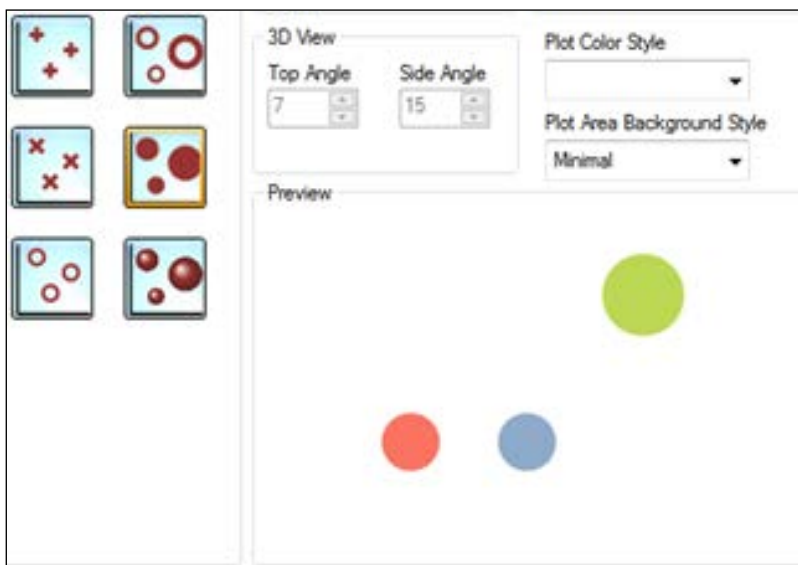 3D View
Top Angle
Side Angle
7
15
Plot Color Style
Plot Area Background Style
Minimal
Preview